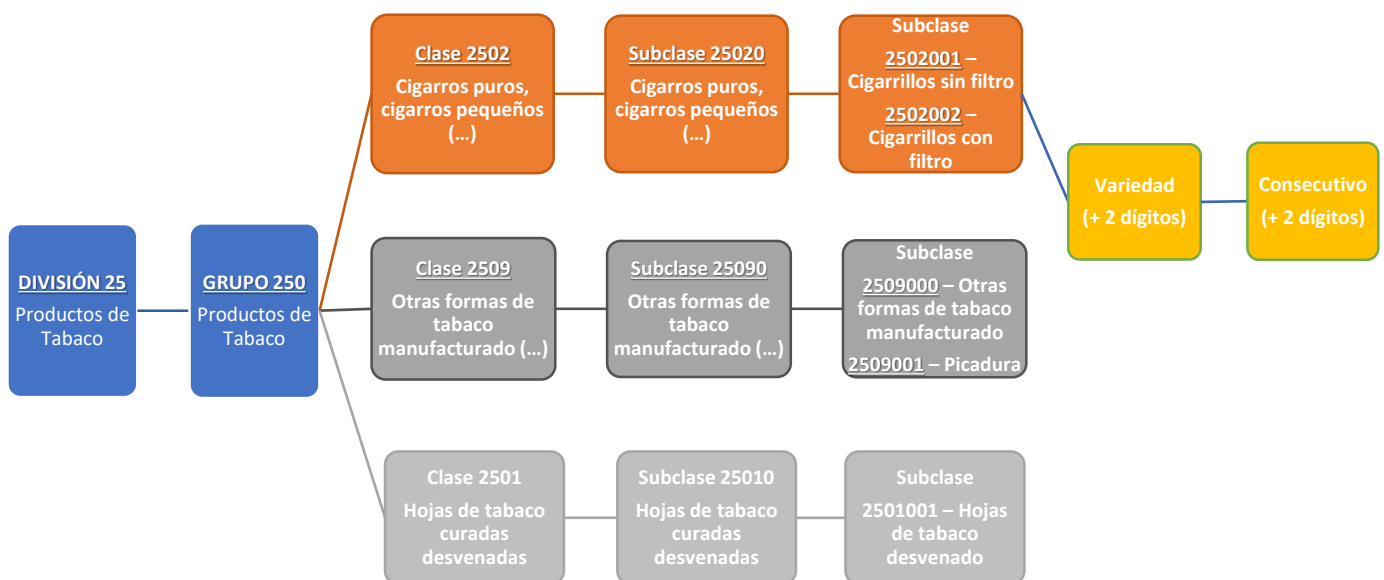 DIVISIÓN 25
Productos de
Tabaco
GRUPO 250
Productos de
Tabaco
Clase 2502
Cigarros puros,
cigarros pequeños
(...)
Subclase 25020
Cigarros puros,
cigarros pequeños
(...)
Subclase
2502001 –
Cigarrillos sin filtro
2502002 –
Cigarrillos con
filtro
Variedad
(+ 2 dígitos)
Consecutivo
(+ 2 dígitos)
Clase 2509
Otras formas de
tabaco
manufacturado (...)
Subclase 25090
Otras formas de
tabaco
manufacturado (...)
Subclase
2509000 – Otras
formas de tabaco
manufacturado
2509001 – Picadura
Clase 2501
Hojas de tabaco
curadas
desvenadas
Subclase 25010
Hojas de tabaco
curadas
desvenadas
Subclase
2501001 – Hojas
de tabaco
desvenado